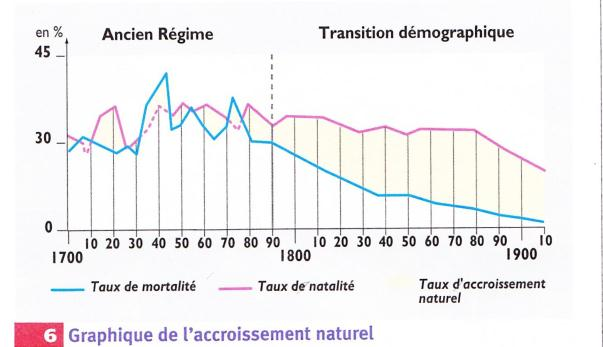 en %
Ancien Régime
Transition démographique
45
30
0
10 20 30 40 50 60 70 80 90 10 20 30 40 50 60 70 80 90 10
1700 1800 1900
Taux de mortalité
Taux de natalité
Taux d'accroissement
naturel
6 Graphique de l'accroissement naturel